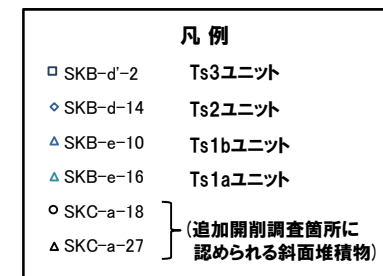 凡 例
SKB-d'-2 Ts3ユニット
SKB-d-14 Ts2ユニット
SKB-e-10 Ts1bユニット
SKB-e-16 Ts1aユニット
SKC-a-18
SKC-a-27
(追加開削調査箇所に
認められる斜面堆積物)